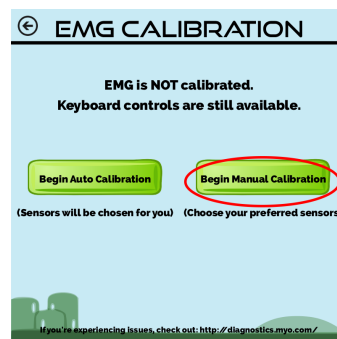 EMG CALIBRATION
EMG is NOT calibrated.
Keyboard controls are still available.
Begin Auto Calibration
Begin Manual Calibration
(Sensors will be chosen for you)
(Choose your preferred sensors
If you're experiencing issues, check out: http://diagnostics.myo.com/